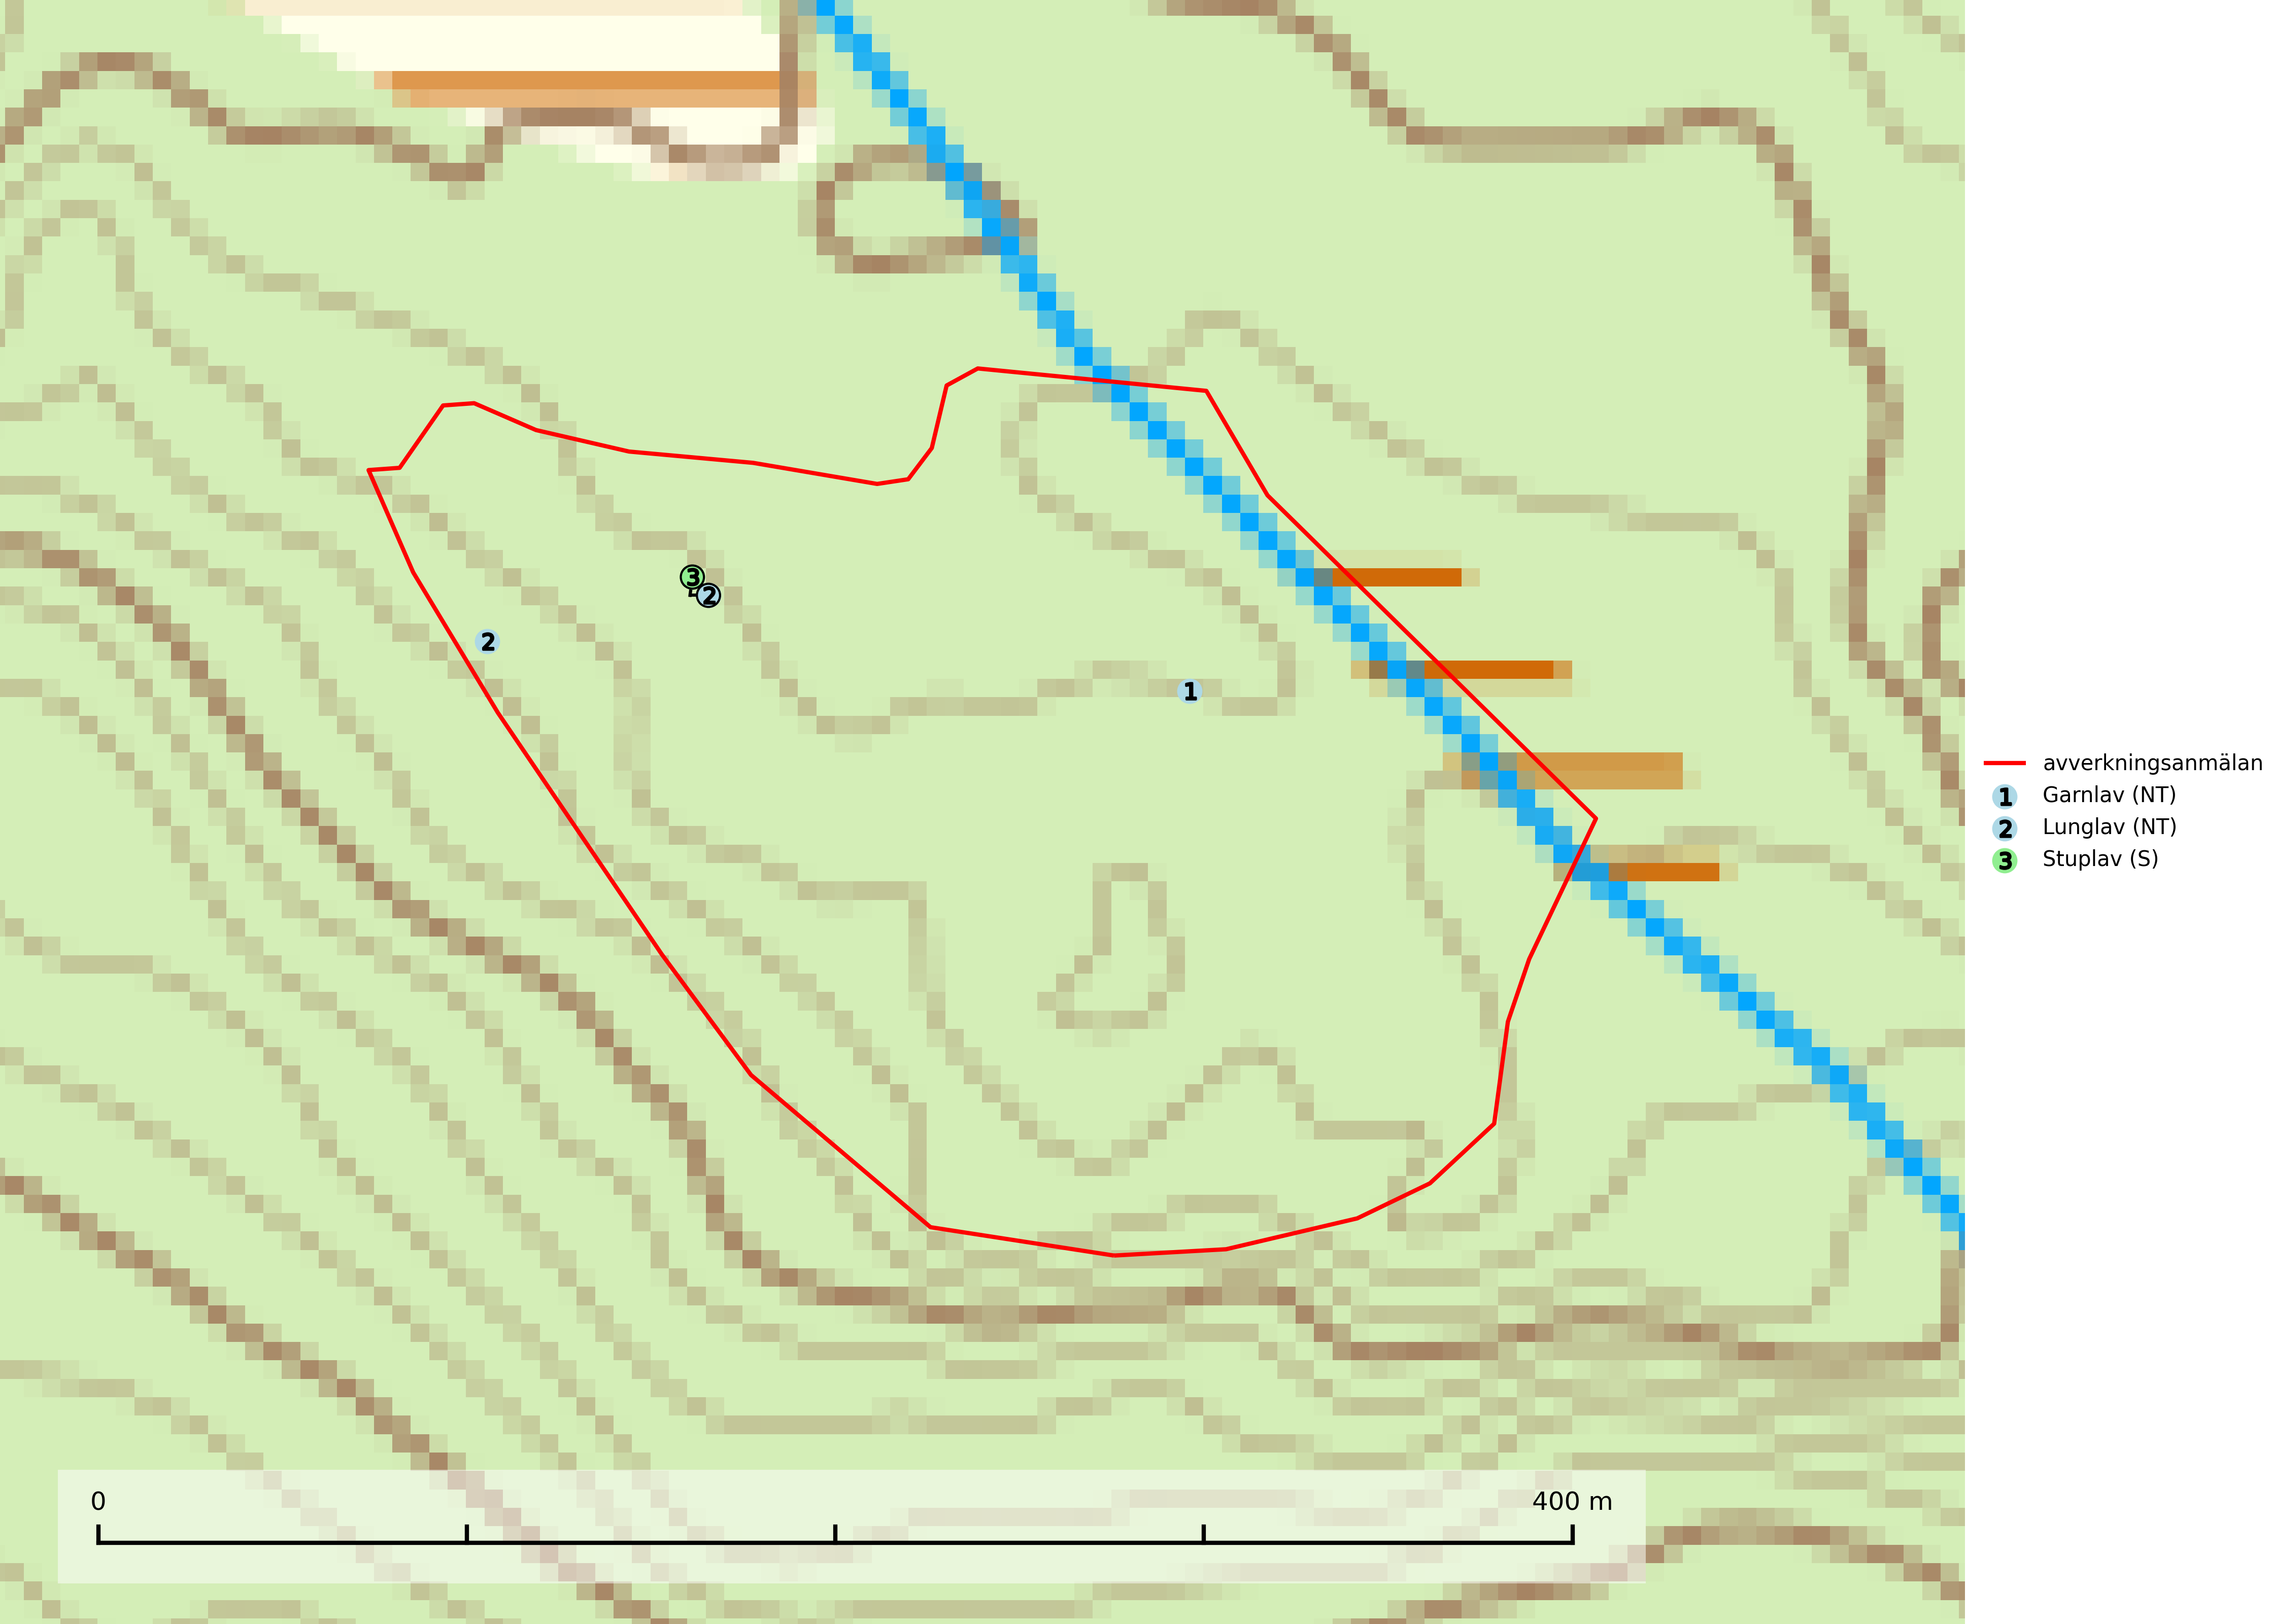 3
2
2
1
avverkningsanmälan
1 Garnlav (NT)
2 Lunglav (NT)
3 Stuplav (S)
0 400 m